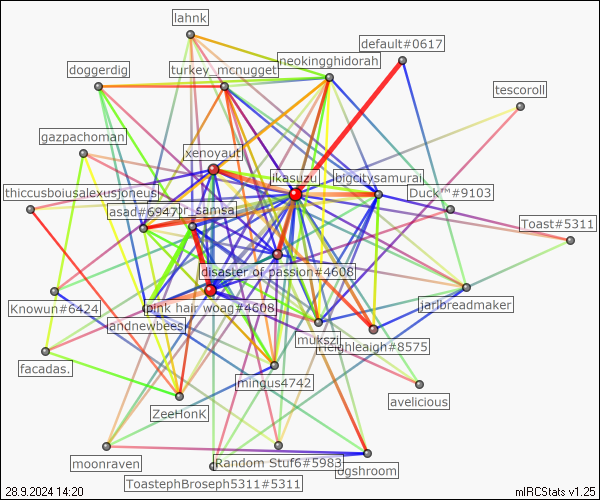 lahnk
default#0617
neokingghidorah
doggerdig
turkey_mcnugget
tescoroll
gazpachoman
xenoyaut
ikasuzu
bigcitysamurai
thiccusboiusalexusjoneus
Duck™#9103
asad#6947
r_samsa
Toast#5311
disaster of passion#4608
Knowun#6424
pink hair woag#4608
jarlbreadmaker
andrewbees
mukszi
heighleaigh#8575
facadas.
mingus4742
avelicious
ZeeHonK
moonraven
Random Stuf6#5983
ogshroom
ToastephBroseph5311#5311
28.9.2024 14:20
mIRCStats v1.25